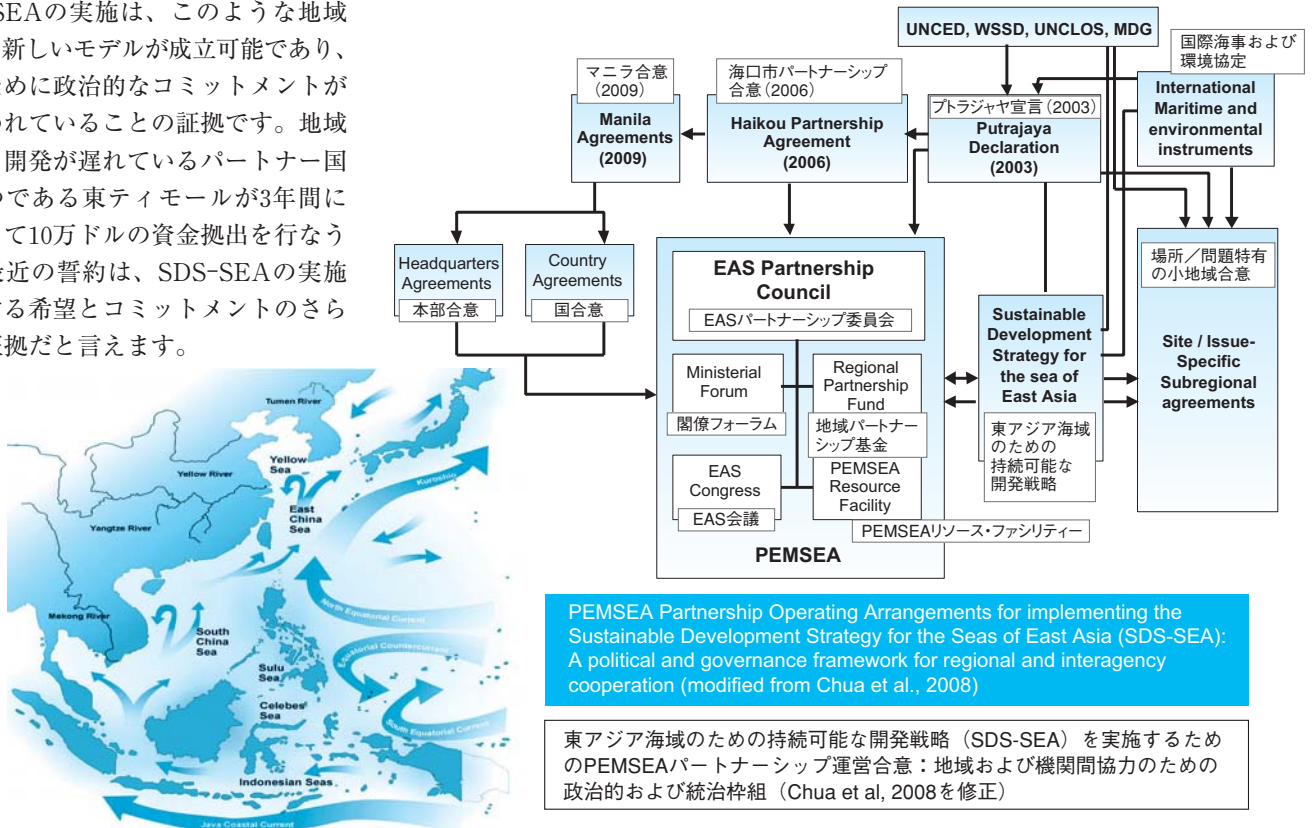 SEAの実施は、このような地域
新しいモデルが成立可能であり、
ために政治的なコミットメントが
われていることの証拠です。地域
開発が遅れているパートナー国
つである東ティモールが3年間に
て10万ドルの資金拠出を行なう
最近の誓約は、SDS-SEAの実施
する希望とコミットメントのさら
証拠だと言えます。
UNCED, WSSD, UNCLOS, MDG
国際海事および
環境協定
International
Maritime and
environmental
instruments
マニラ合意
(2009)
Manila
Agreements
(2009)
海口市パートナーシップ
合意(2006)
Haikou Partnership
Agreement
(2006)
プトラジャヤ宣言(2003)
Putrajaya
Declaration
(2003)
Headquarters
Agreements
本部合意
Country
Agreements
国合意
EAS Partnership
Council
EASパートナーシップ委員会
Ministerial
Forum
閣僚フォーラム
Regional
Partnership
Fund
地域パートナー
シップ基金
EAS
Congress
EAS会議
PEMSEA
Resource
Facility
PEMSEAリソース・ファシリティー
PEMSEA
Sustainable
Development
Strategy for
the sea of
East Asia
東アジア海域
のための
持続可能な
開発戦略
場所／問題特有
の小地域合意
Site / Issue-
Specific
Subregional
agreements
Tumen River
Yellow
Sea
Yellow River
Kuroshio
East
China
Sea
Yangtze River
Mekong River
North Equatorial Current
South
China
Sea
Equatorial Countercurrent
Sulu
Sea
Celebes
Sea
South Equatorial Current
Indonesian Seas
Java Coastal Current
PEMSEA Partnership Operating Arrangements for implementing the
Sustainable Development Strategy for the Seas of East Asia (SDS-SEA):
A political and governance framework for regional and interagency
cooperation (modified from Chua et al., 2008)
東アジア海域のための持続可能な開発戦略（SDS-SEA）を実施するため
のPEMSEAパートナーシップ運営合意：地域および機関間協力のための
政治的および統治枠組（Chua et al, 2008を修正）